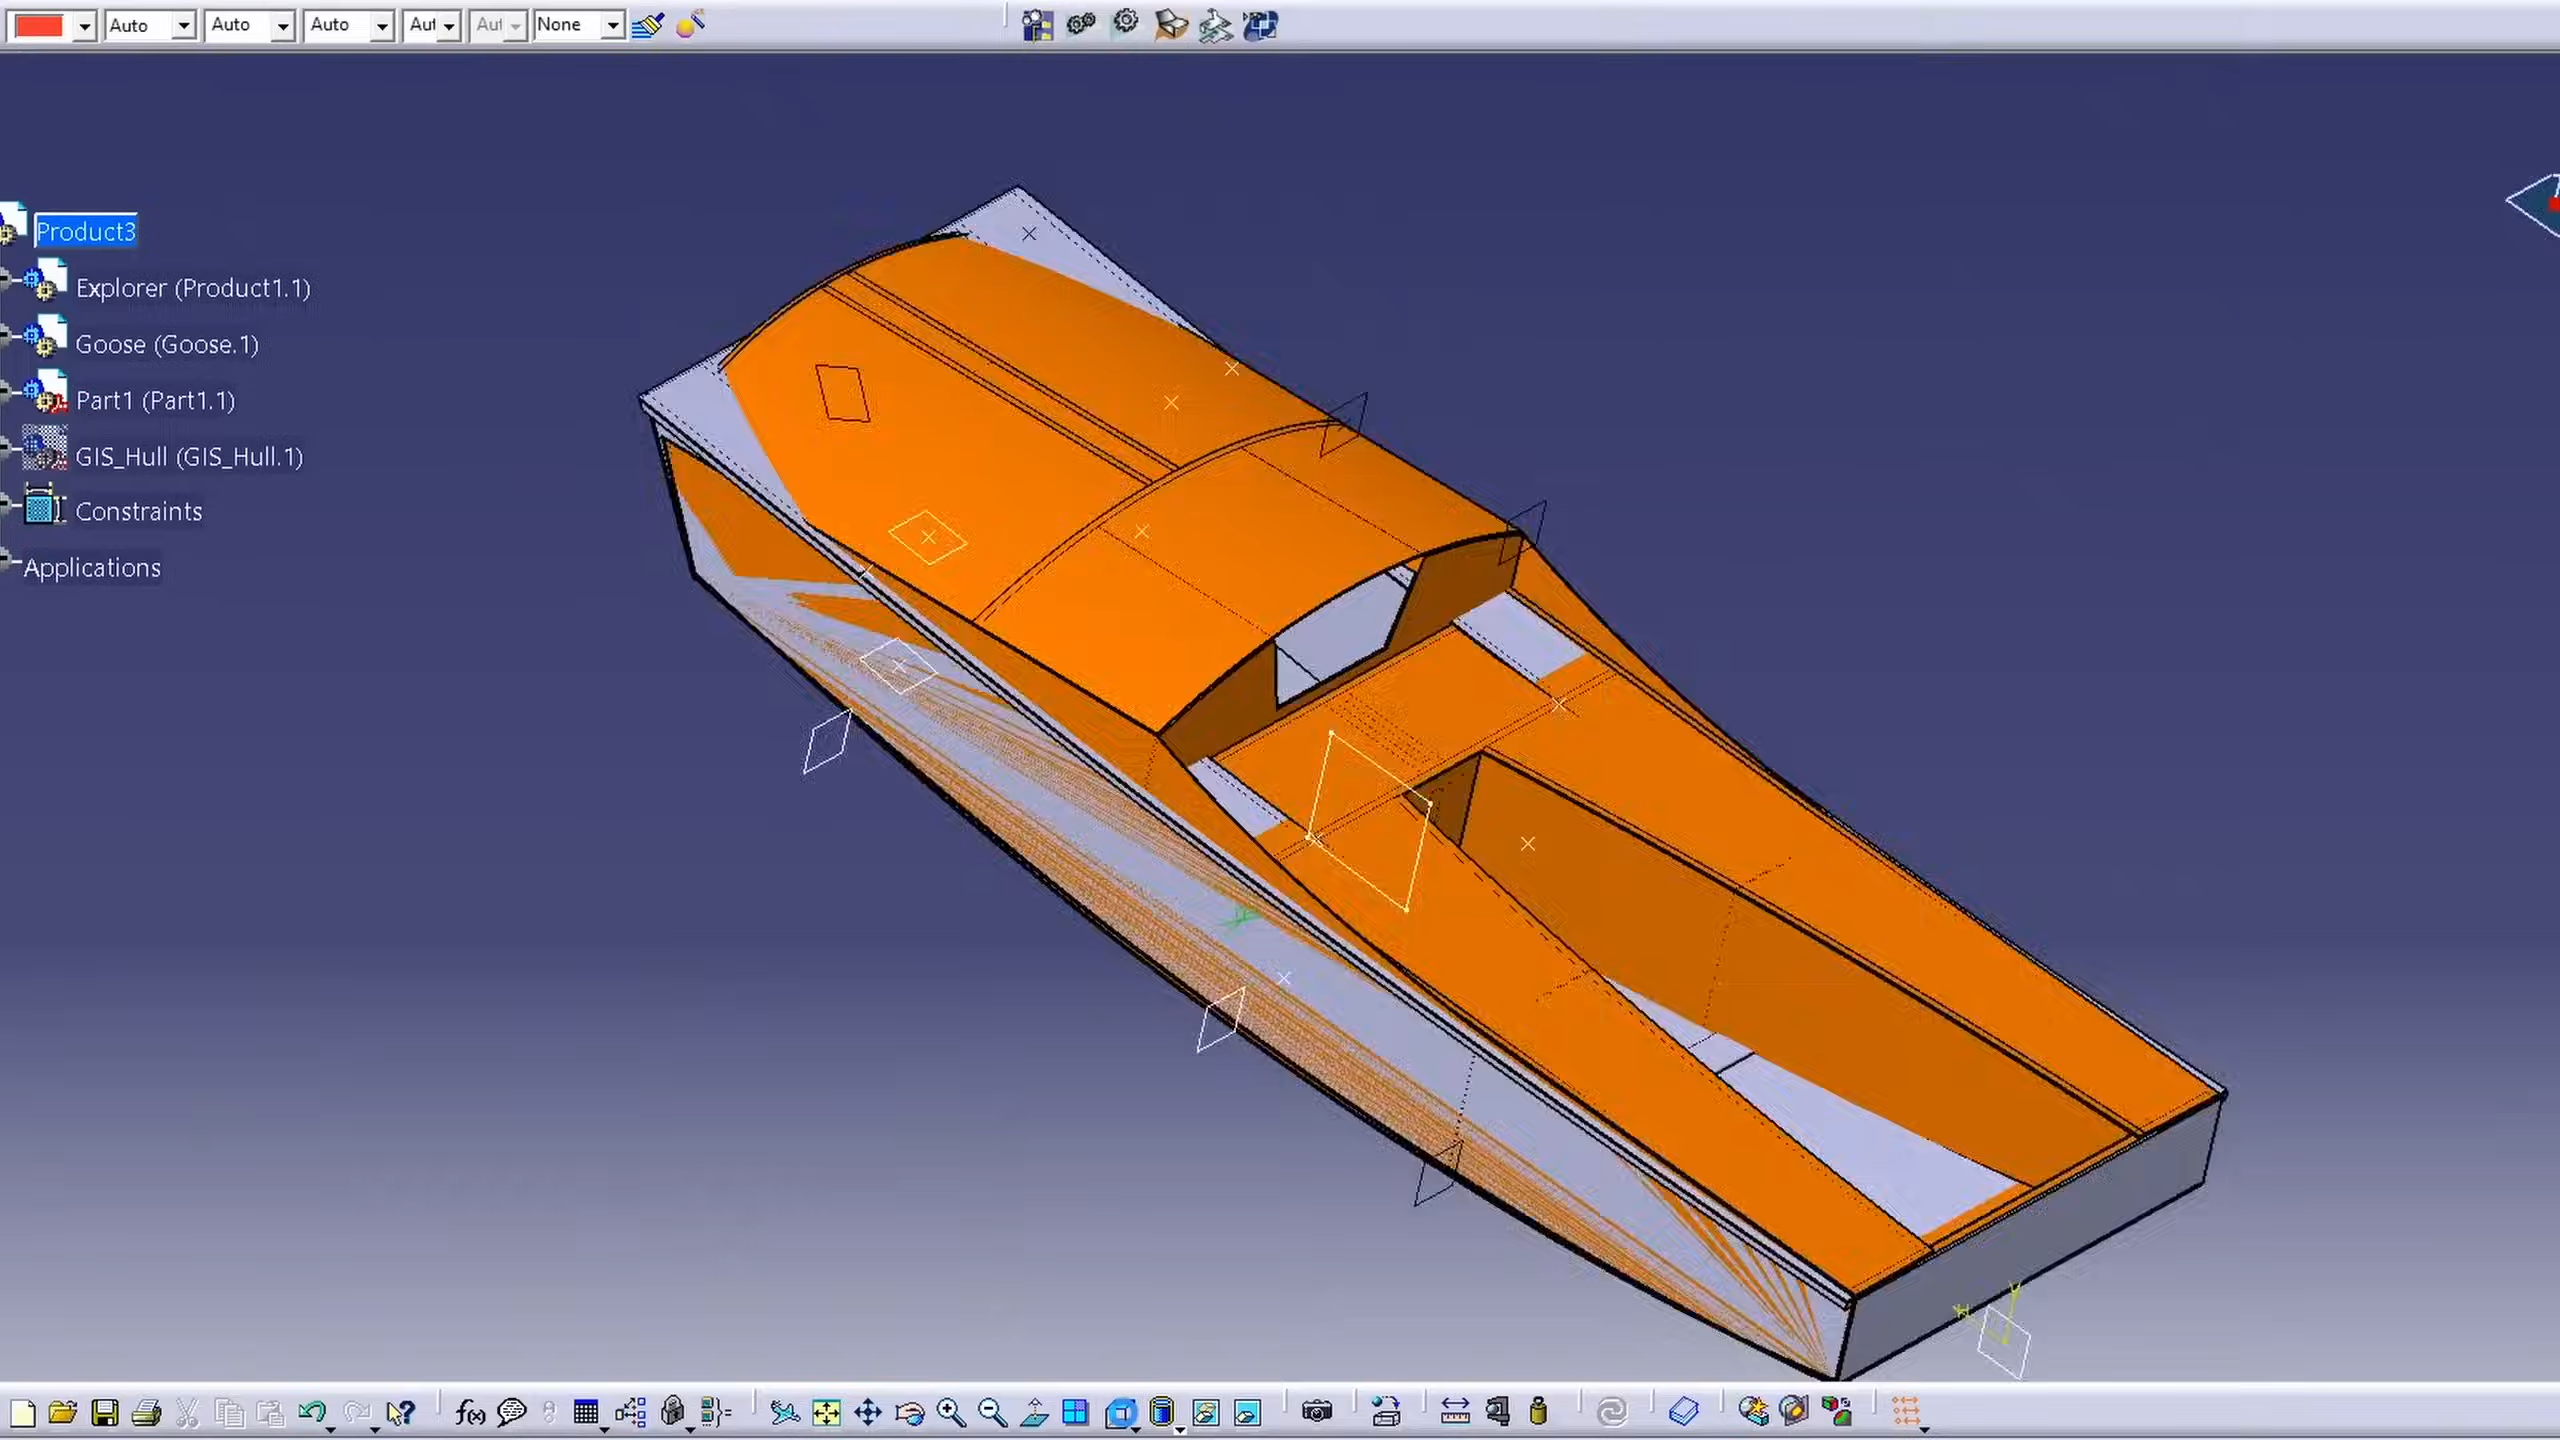 Auto Auto Auto Aut Aut None
Product3
Explorer (Product1.1)
Goose (Goose.1)
Part1 (Part1.1)
GIS_Hull (GIS_Hull.1)
Constraints
Applications
f(x)
H V